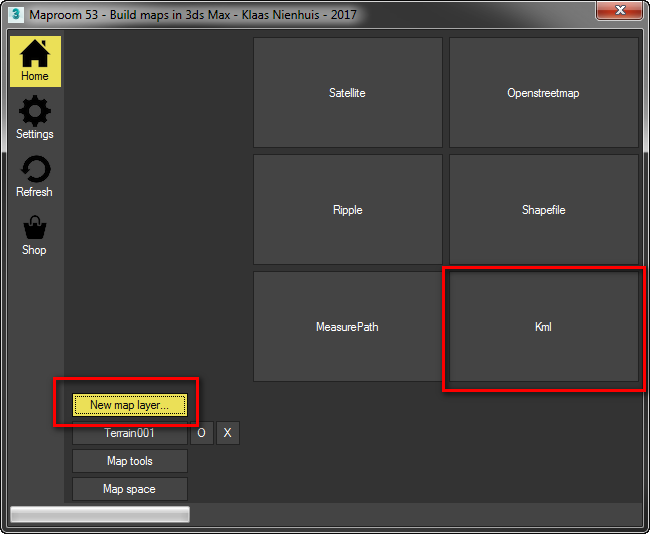 Maproom 53 - Build maps in 3ds Max - Klaas Nienhuis - 2017
Home
Settings
Refresh
Shop
Satellite
Openstreetmap
Ripple
Shapefile
MeasurePath
Kml
New map layer...
Terrain001 O X
Map tools
Map space